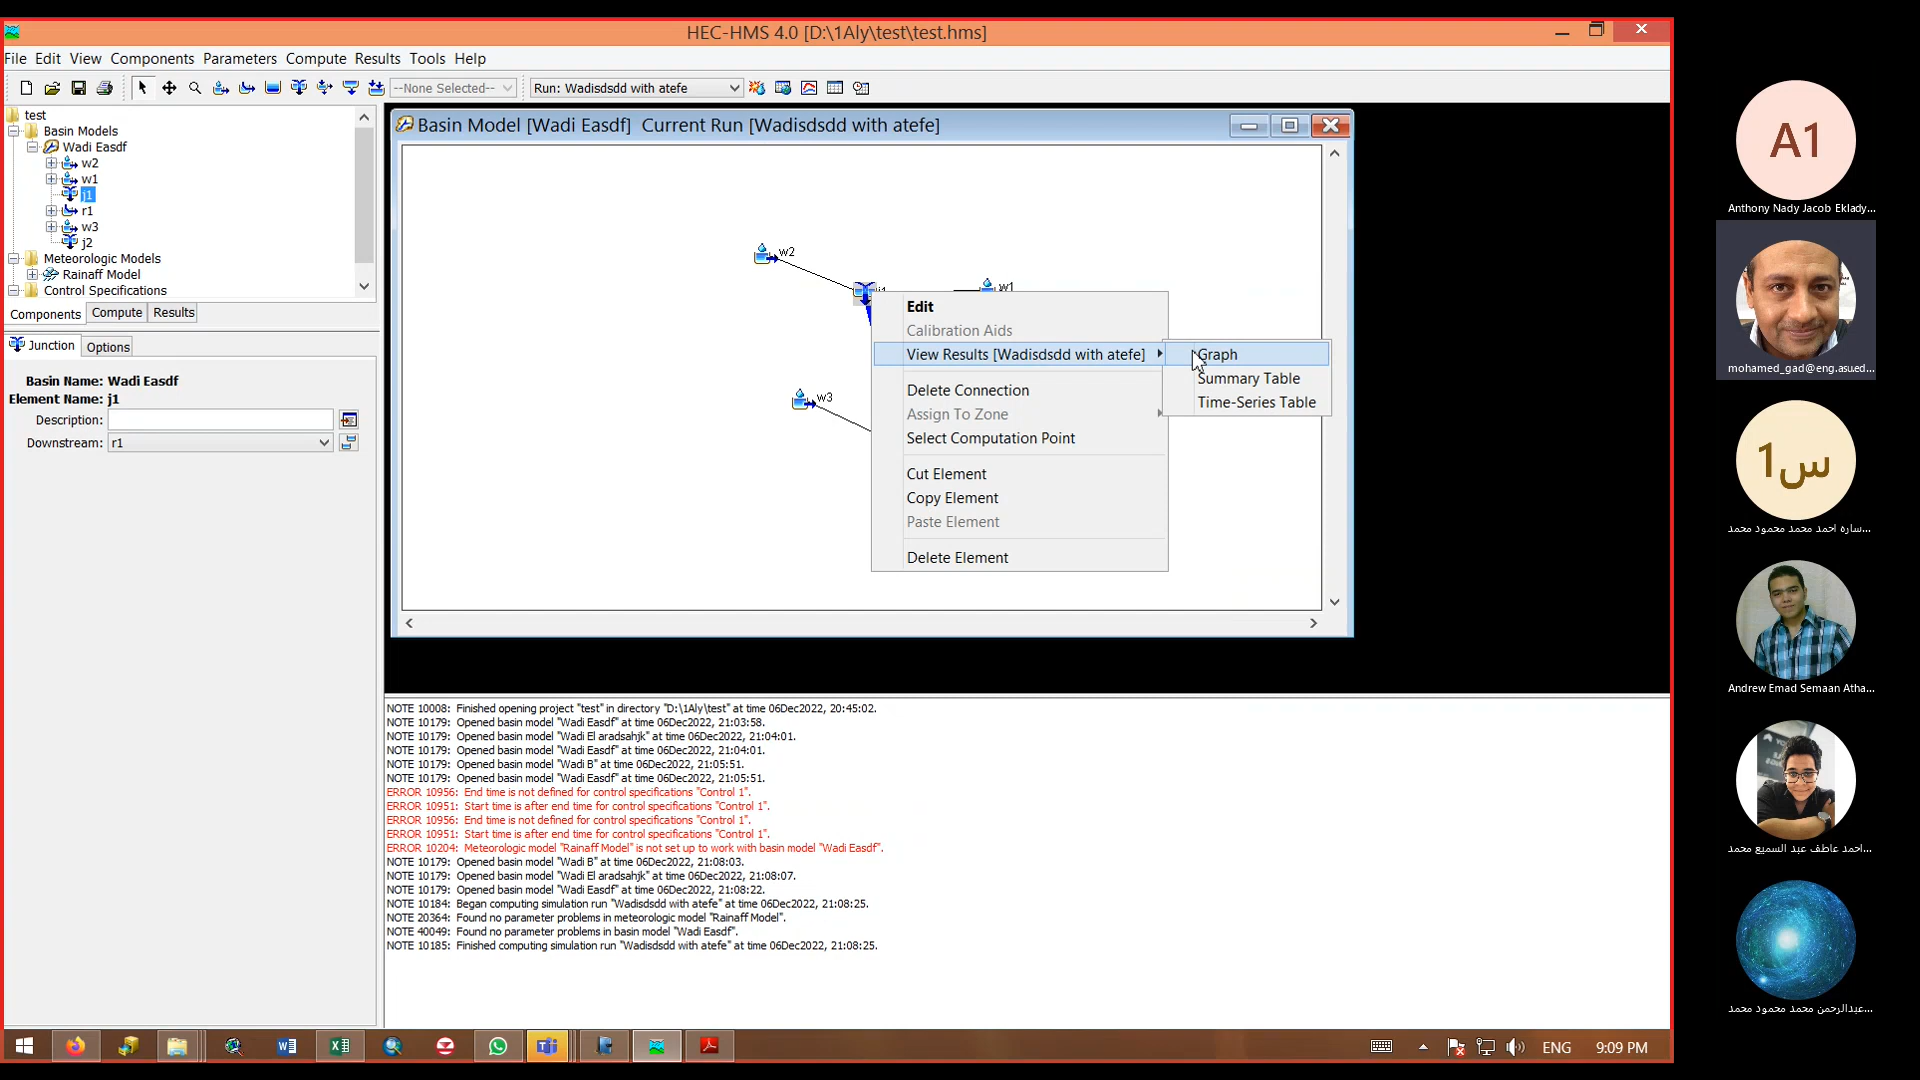 HEC-HMS 4.0 [D:\1Aly\test\test.hms]
File Edit View Components Parameters Compute Results Tools Help
--None Selected--
Run: Wadisdsdd with atefe
test
Basin Models
Wadi Easdf
w2
w1
j1
r1
w3
j2
Meteorologic Models
Rainaff Model
Control Specifications
Components Compute Results
Junction Options
Basin Name: Wadi Easdf
Element Name: j1
Description:
Downstream: r1
Basin Model [Wadi Easdf] Current Run [Wadisdsdd with atefe]
w2
j1
w1
w3
Edit
Calibration Aids
View Results [Wadisdsdd with atefe]
Delete Connection
Assign To Zone
Select Computation Point
Cut Element
Copy Element
Paste Element
Delete Element
Graph
Summary Table
Time-Series Table
NOTE 10008: Finished opening project "test" in directory "D:\1Aly\test" at time 06Dec2022, 20:45:02.
NOTE 10179: Opened basin model "Wadi Easdf" at time 06Dec2022, 21:03:58.
NOTE 10179: Opened basin model "Wadi El aradsahjk" at time 06Dec2022, 21:04:01.
NOTE 10179: Opened basin model "Wadi Easdf" at time 06Dec2022, 21:04:01.
NOTE 10179: Opened basin model "Wadi B" at time 06Dec2022, 21:05:51.
NOTE 10179: Opened basin model "Wadi Easdf" at time 06Dec2022, 21:05:51.
ERROR 10956: End time is not defined for control specifications "Control 1".
ERROR 10951: Start time is after end time for control specifications "Control 1".
ERROR 10956: End time is not defined for control specifications "Control 1".
ERROR 10951: Start time is after end time for control specifications "Control 1".
ERROR 10204: Meteorologic model "Rainaff Model" is not set up to work with basin model "Wadi Easdf".
NOTE 10179: Opened basin model "Wadi B" at time 06Dec2022, 21:08:03.
NOTE 10179: Opened basin model "Wadi El aradsahjk" at time 06Dec2022, 21:08:07.
NOTE 10179: Opened basin model "Wadi Easdf" at time 06Dec2022, 21:08:22.
NOTE 10184: Began computing simulation run "Wadisdsdd with atefe" at time 06Dec2022, 21:08:25.
NOTE 20364: Found no parameter problems in meteorologic model "Rainaff Model".
NOTE 40049: Found no parameter problems in basin model "Wadi Easdf".
NOTE 10185: Finished computing simulation run "Wadisdsdd with atefe" at time 06Dec2022, 21:08:25.
ENG 9:09 PM
A1
Anthony Nady Jacob Eklady...
mohamed_gad@eng.asu.ed...
س1
ساره احمد محمد محمود محمد...
Andrew Emad Semaan Atha...
احمد عاطف عبد السميع محمد...
عبدالرحمن محمد محمود محمد...